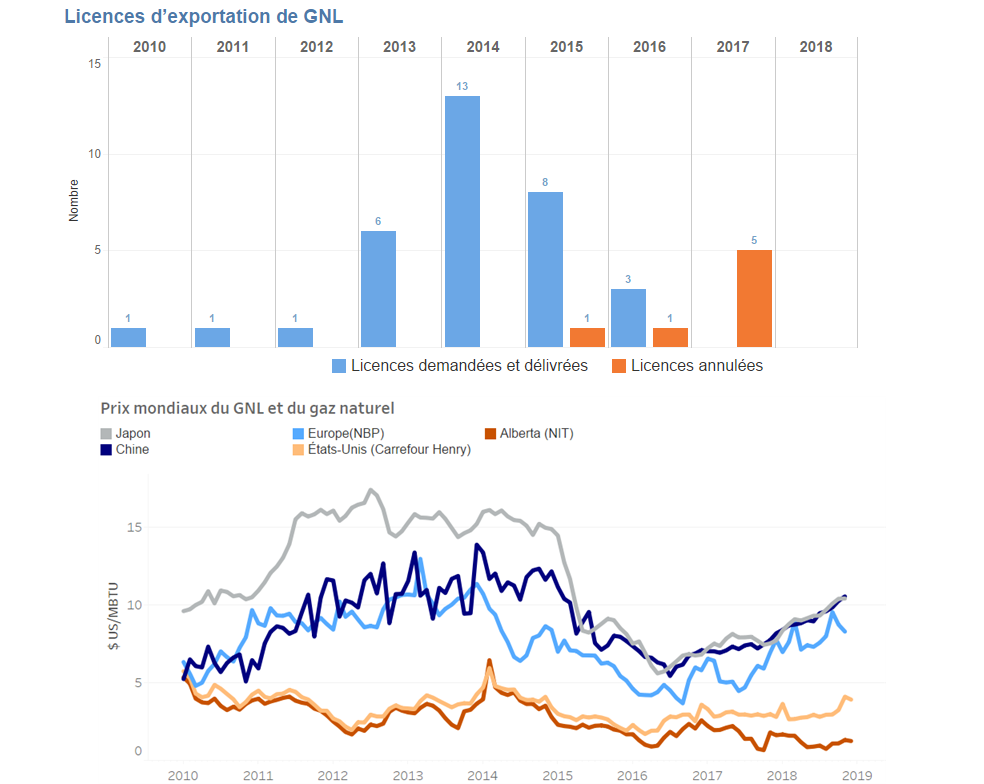 Licences d’exportation de GNL
2010 2011 2012 2013 2014 2015 2016 2017 2018
15
13
10
8
Nombre
6
5
5
3
1 1 1 1 1
0
Licences demandées et délivrées Licences annulées
Prix mondiaux du GNL et du gaz naturel
Japon Europe(NBP) Alberta (NIT)
Chine États-Unis (Carrefour Henry)
15
10
$ US/MBTU
5
0
2010 2011 2012 2013 2014 2015 2016 2017 2018 2019